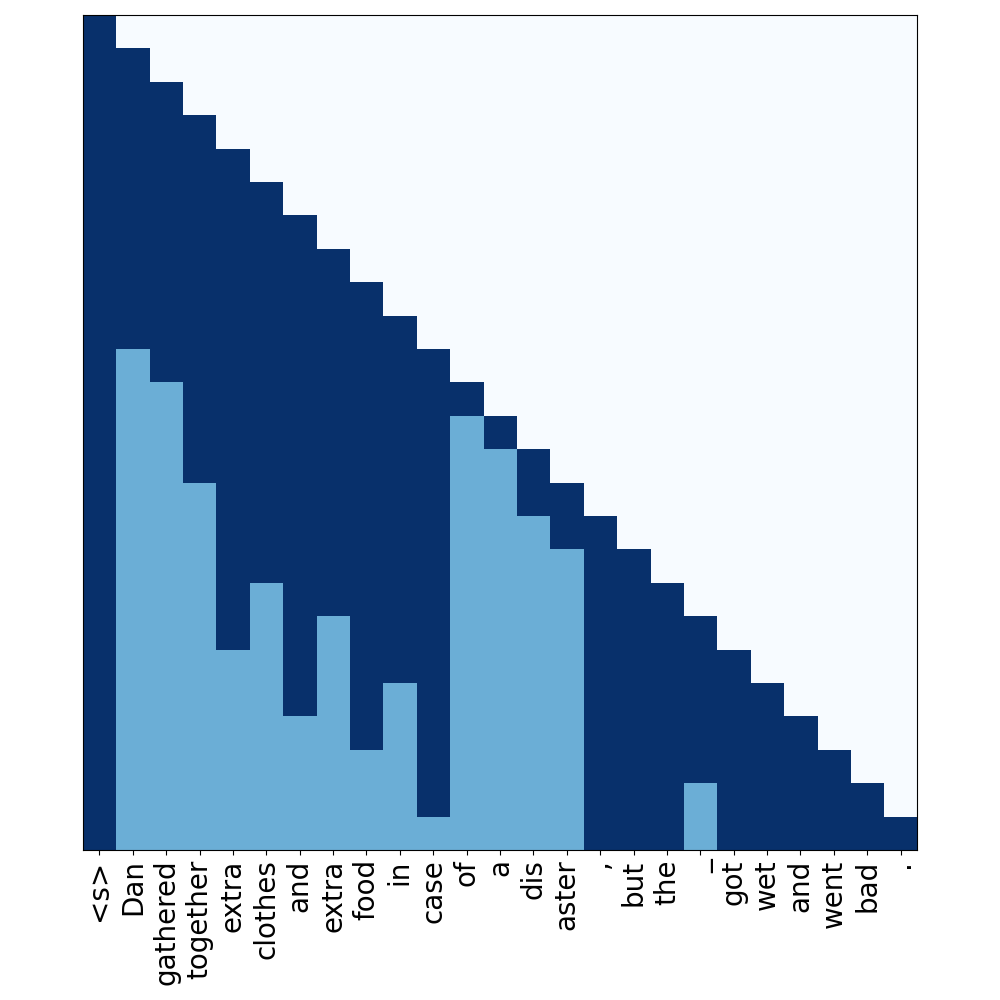 <s> Dan gathered together extra clothes and extra food in case of a dis aster , but the _ got wet and went bad .